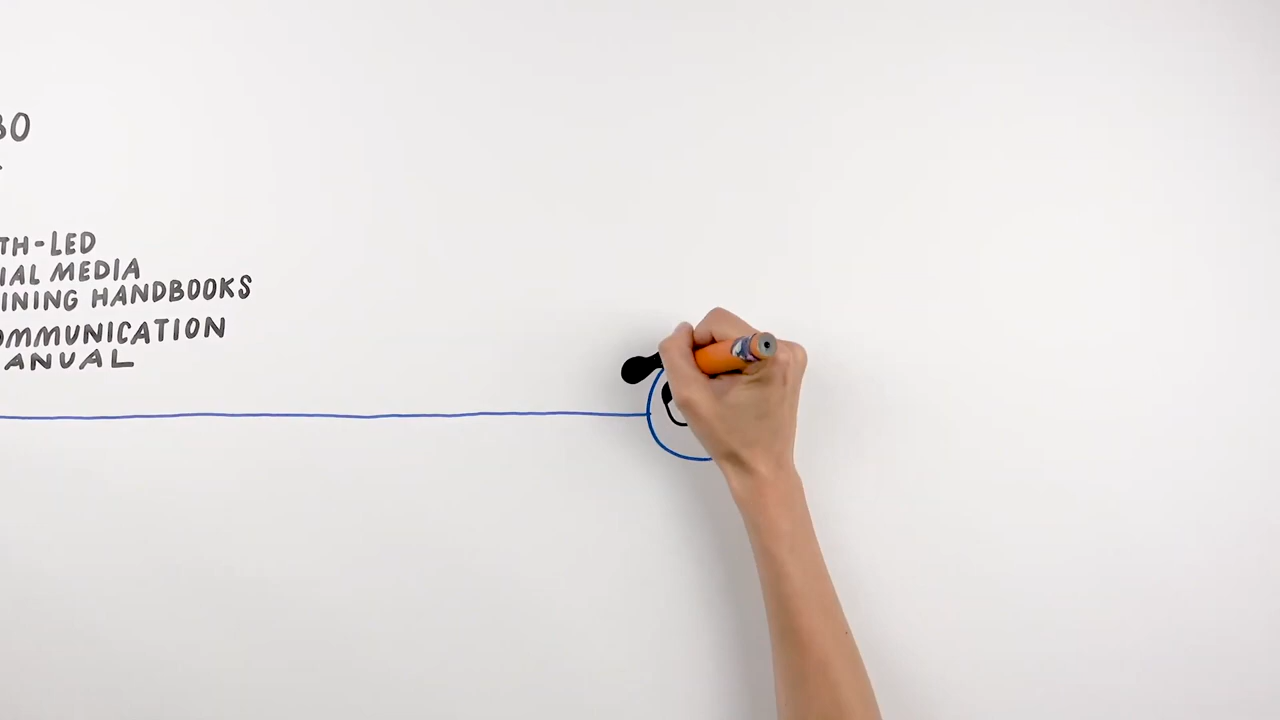 30
TH-LED
IAL MEDIA
INING HANDBOOKS
OMMUNICATION
ANUAL